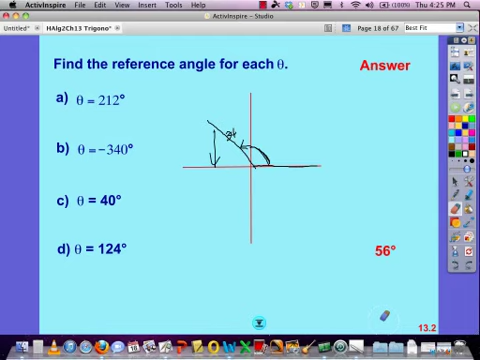 ActivInspire File Edit View Insert Tools Help (100%) Thu 4:25 PM
ActivInspire – Studio
Untitled* HAlg2Ch13 Trigono* Page 18 of 67 Best Fit
Find the reference angle for each θ. Answer
a) θ = 212°
b) θ = −340°
c) θ = 40°
d) θ = 124° 56°
13.2